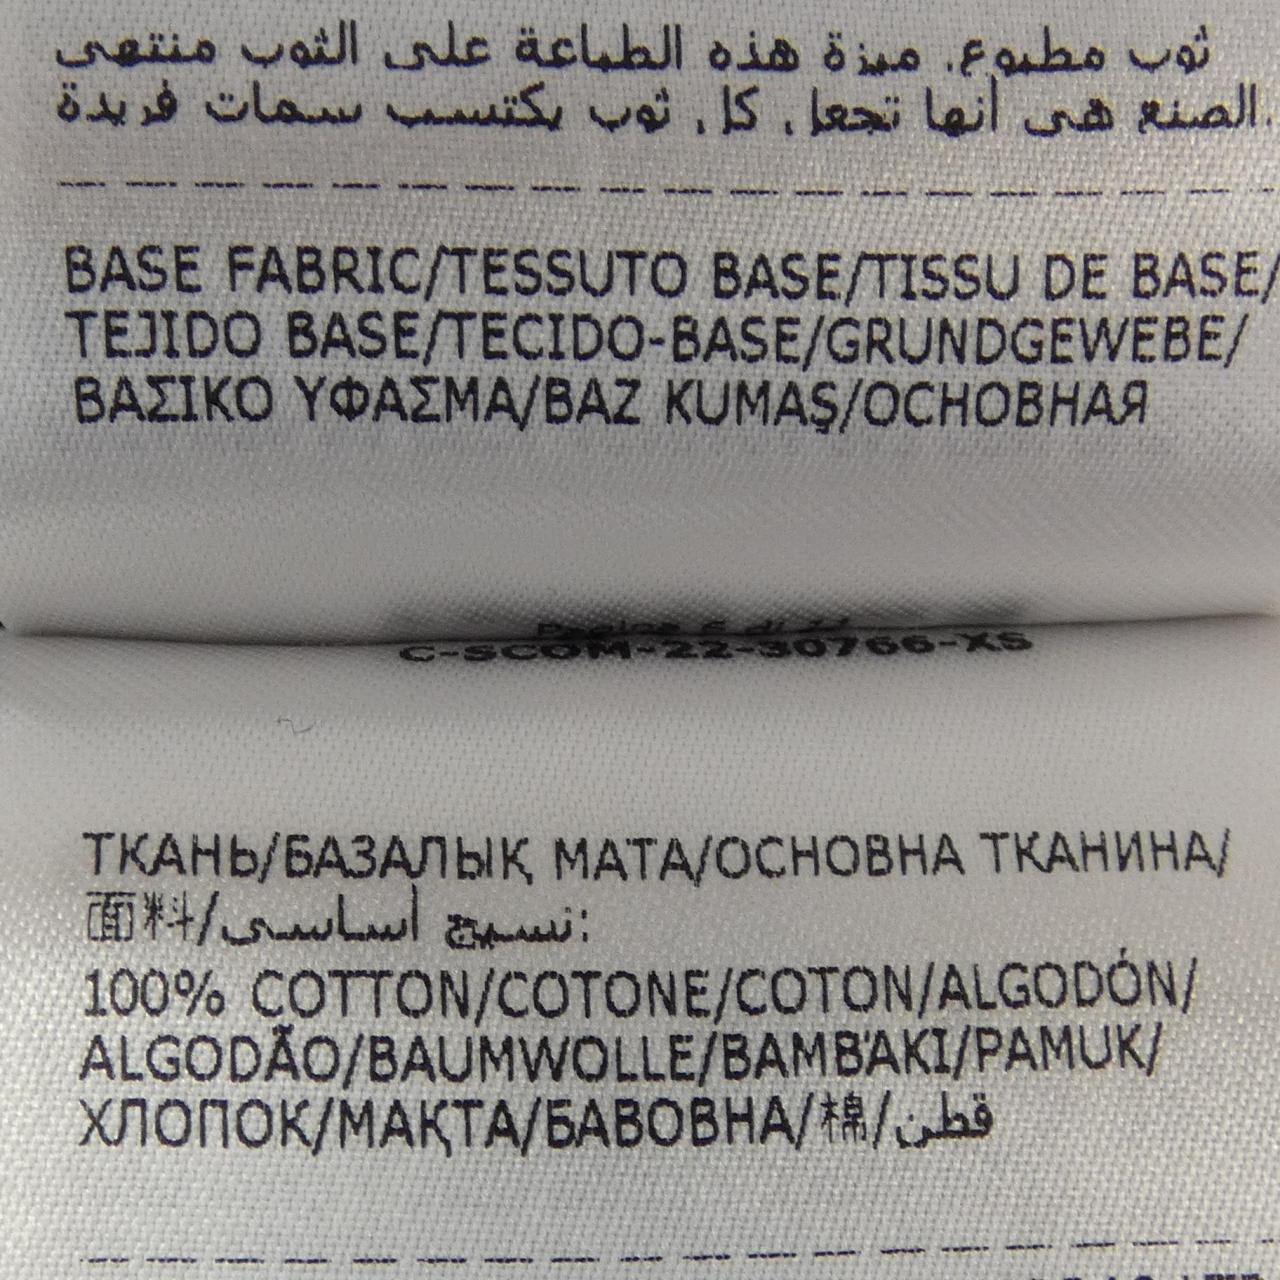 ثوب مطبوع. ميزة هذه الطباعة على الثوب منتهى
الصنع هى أنها تجعل كل ثوب يكتسب سمات فريدة.
BASE FABRIC/TESSUTO BASE/TISSU DE BASE/
TEJIDO BASE/TECIDO-BASE/GRUNDGEWEBE/
ΒΑΣΙΚΟ ΥΦΑΣΜΑ/BAZ KUMAŞ/ОСНОВНАЯ
C-SCOM-22-30766-XS
ТКАНЬ/БАЗАЛЫҚ МАТА/ОСНОВНА ТКАНИНА/
面料/نسيج أساسى:
100% COTTON/COTONE/COTON/ALGODÓN/
ALGODÃO/BAUMWOLLE/ΒΑΜΒΆΚΙ/PAMUK/
ХЛОПОК/МАҚТА/БАВОВНА/棉/قطن